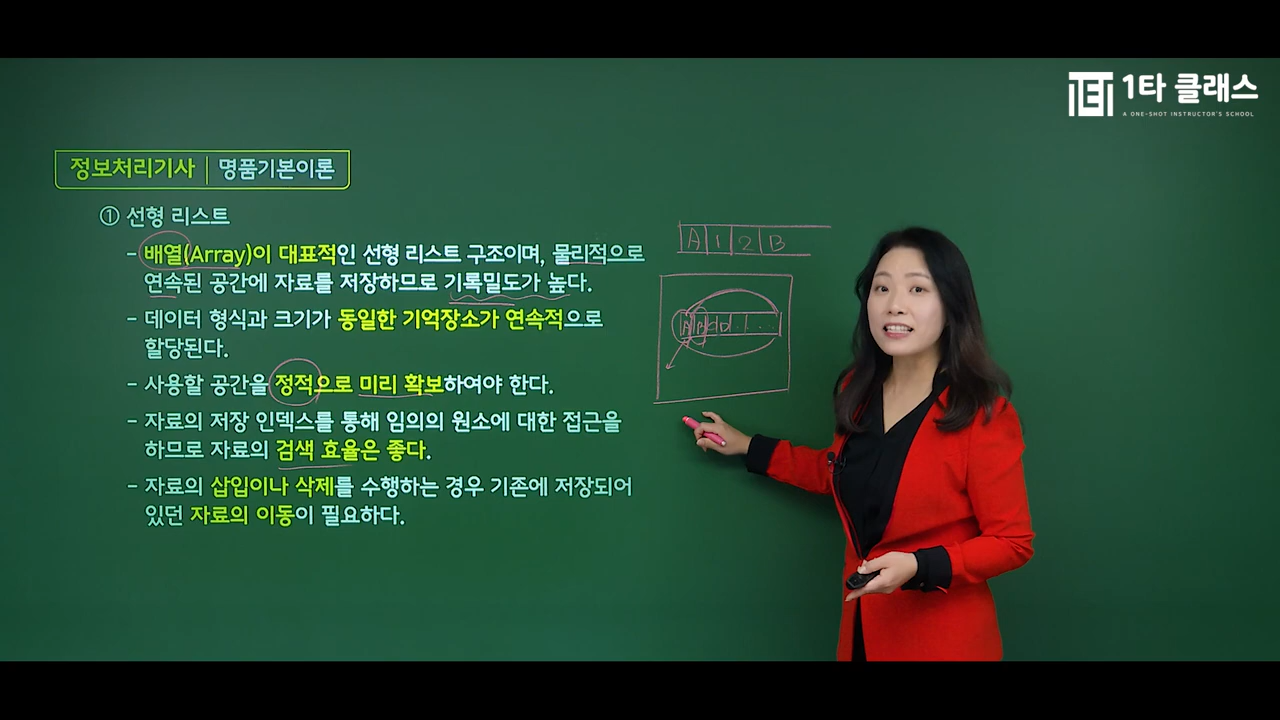 1타 클래스
A ONE-SHOT INSTRUCTOR'S SCHOOL
정보처리기사 | 명품기본이론
① 선형 리스트
- 배열(Array)이 대표적인 선형 리스트 구조이며, 물리적으로
연속된 공간에 자료를 저장하므로 기록밀도가 높다.
- 데이터 형식과 크기가 동일한 기억장소가 연속적으로
할당된다.
- 사용할 공간을 정적으로 미리 확보하여야 한다.
- 자료의 저장 인덱스를 통해 임의의 원소에 대한 접근을
하므로 자료의 검색 효율은 좋다.
- 자료의 삽입이나 삭제를 수행하는 경우 기존에 저장되어
있던 자료의 이동이 필요하다.
A 1 2 B
A